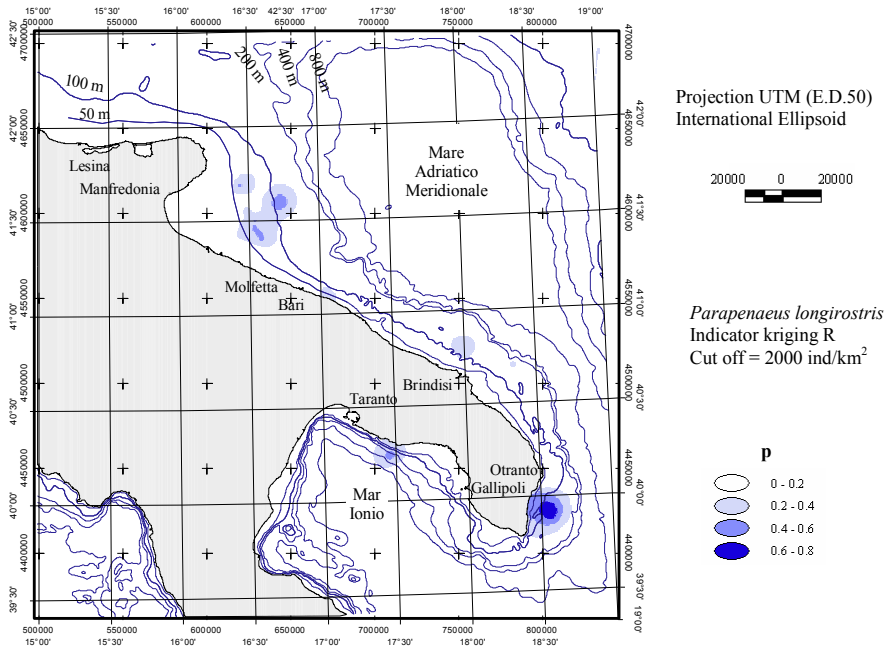 15°00' 15°30' 16°00' 16°30' 42°30' 17°00' 17°30' 18°00' 18°30' 19°00'
500000 550000 600000 650000 700000 750000 800000
42°30'
4700000
4700000
200 m
400 m
800 m
100 m
50 m
42°00'
4650000
42°00'
4650000
Lesina
Manfredonia
Mare
Adriatico
Meridionale
4600000
41°30'
4600000
41°30'
Molfetta
Bari
4550000
41°00'
4550000
41°00'
Brindisi
4500000
40°30'
4500000
40°30'
Taranto
Otranto
Gallipoli
4450000
40°00'
4450000
40°00'
Mar
Ionio
4400000
39°30'
4400000
39°30'
19°00'
500000 550000 600000 650000 700000 750000 800000
15°00' 15°30' 16°00' 16°30' 17°00' 17°30' 18°00' 18°30'
Projection UTM (E.D.50)
International Ellipsoid
20000 0 20000
Parapenaeus longirostris
Indicator kriging R
Cut off = 2000 ind/km²
p
0 - 0.2
0.2 - 0.4
0.4 - 0.6
0.6 - 0.8